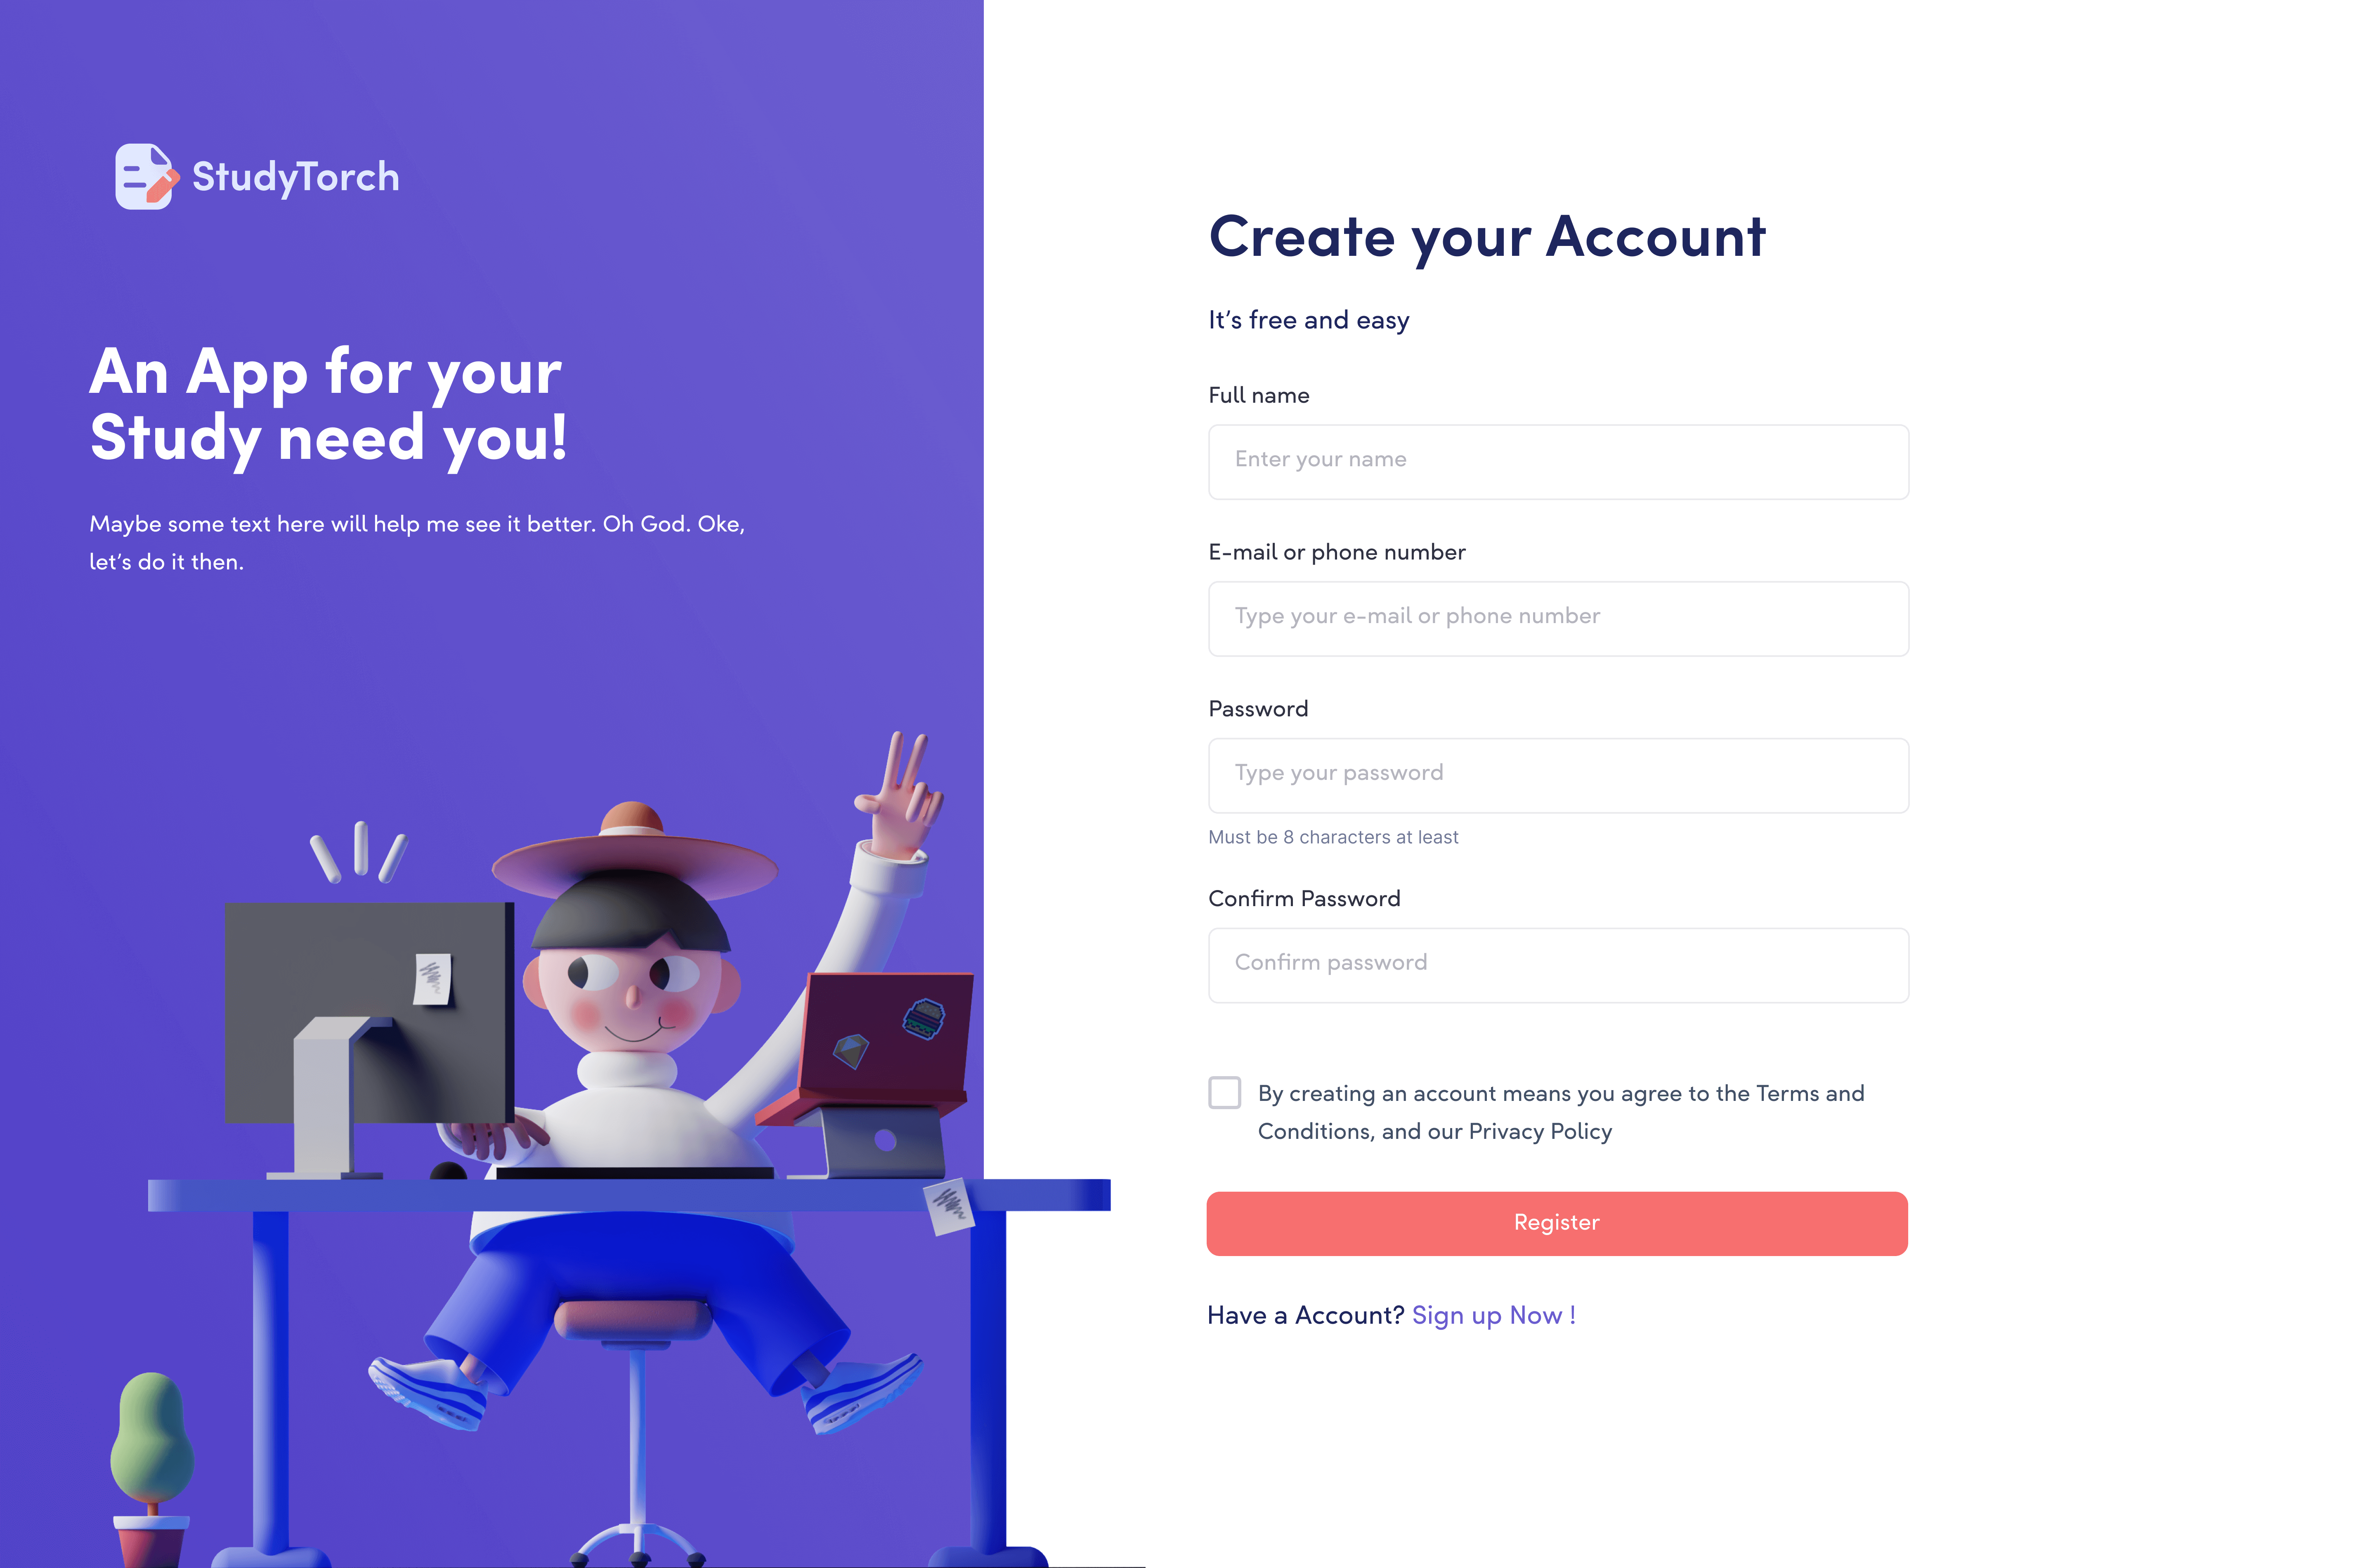 StudyTorch
An App for your
Study need you!
Maybe some text here will help me see it better. Oh God. Oke,
let’s do it then.
Create your Account
It’s free and easy
Full name
Enter your name
E-mail or phone number
Type your e-mail or phone number
Password
Type your password
Must be 8 characters at least
Confirm Password
Confirm password
By creating an account means you agree to the Terms and
Conditions, and our Privacy Policy
Register
Have a Account? Sign up Now !